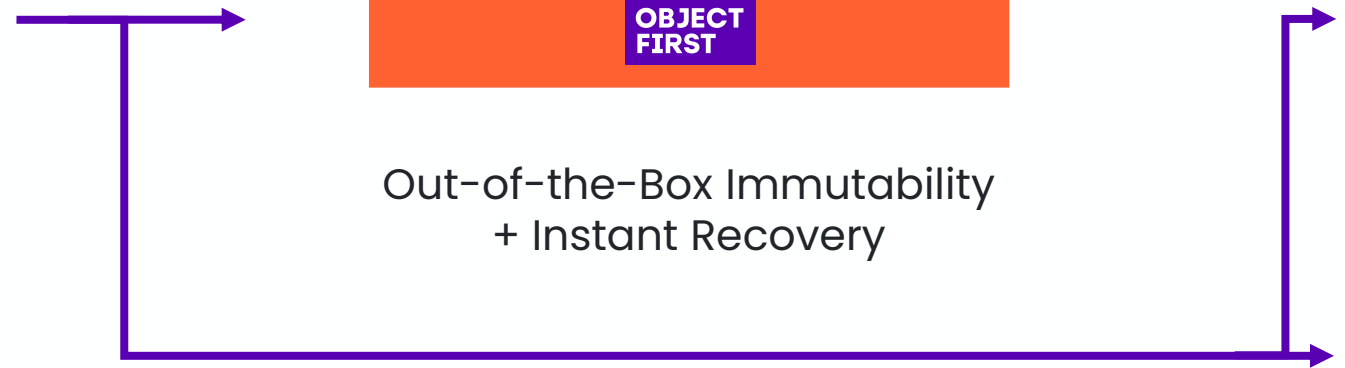 OBJECT
FIRST
Out-of-the-Box Immutability
+ Instant Recovery